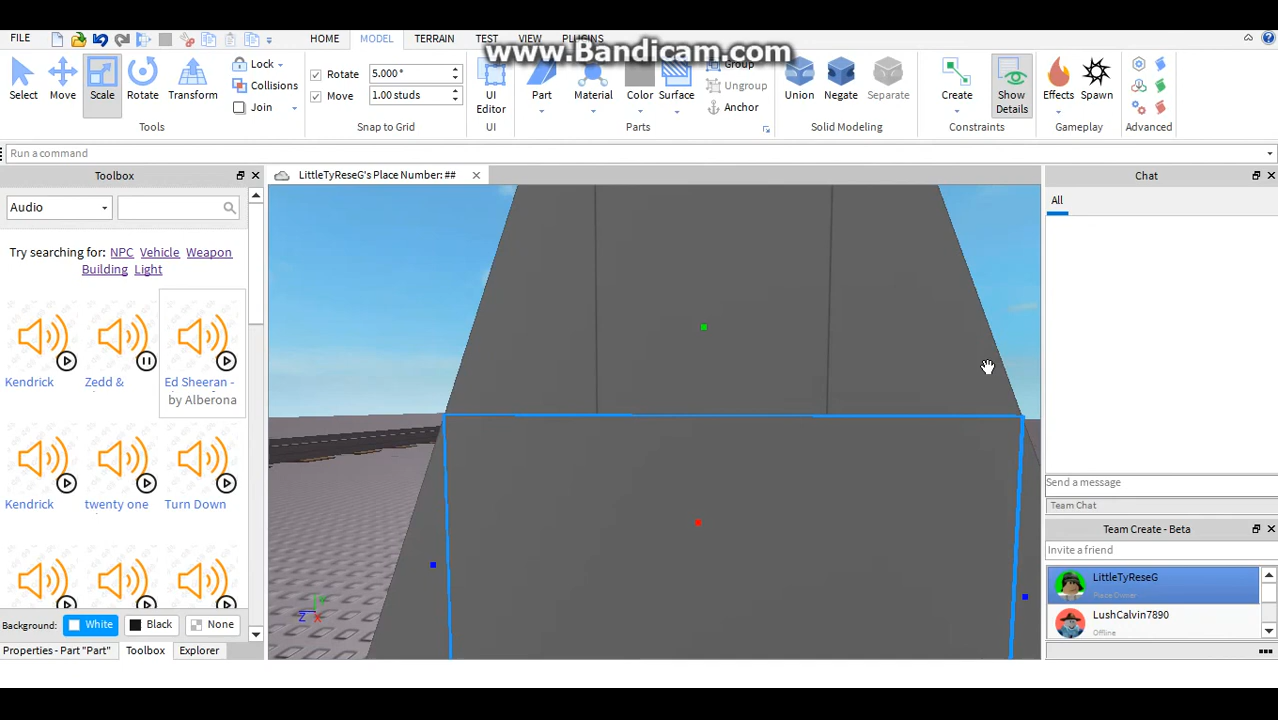 www.Bandicam.com
FILE HOME MODEL TERRAIN TEST VIEW PLUGINS
Select Move Scale Rotate Transform
Lock
Collisions
Join
Tools
Rotate 5.000 °
Move 1.00 studs
Snap to Grid
UI Editor
UI
Part Material Color Surface
Group
Ungroup
Anchor
Parts
Union Negate Separate
Solid Modeling
Create Show Details
Constraints
Effects Spawn
Gameplay
Advanced
Run a command
Toolbox
LittleTyReseG's Place Number: ##
Chat
Audio
All
Try searching for: NPC Vehicle Weapon
Building Light
Kendrick Zedd & Ed Sheeran -
by Alberona
Kendrick twenty one Turn Down
Send a message
Team Chat
Team Create - Beta
Invite a friend
LittleTyReseG
Place Owner
LushCalvin7890
Offline
Background: White Black None
Properties - Part "Part" Toolbox Explorer
Z X